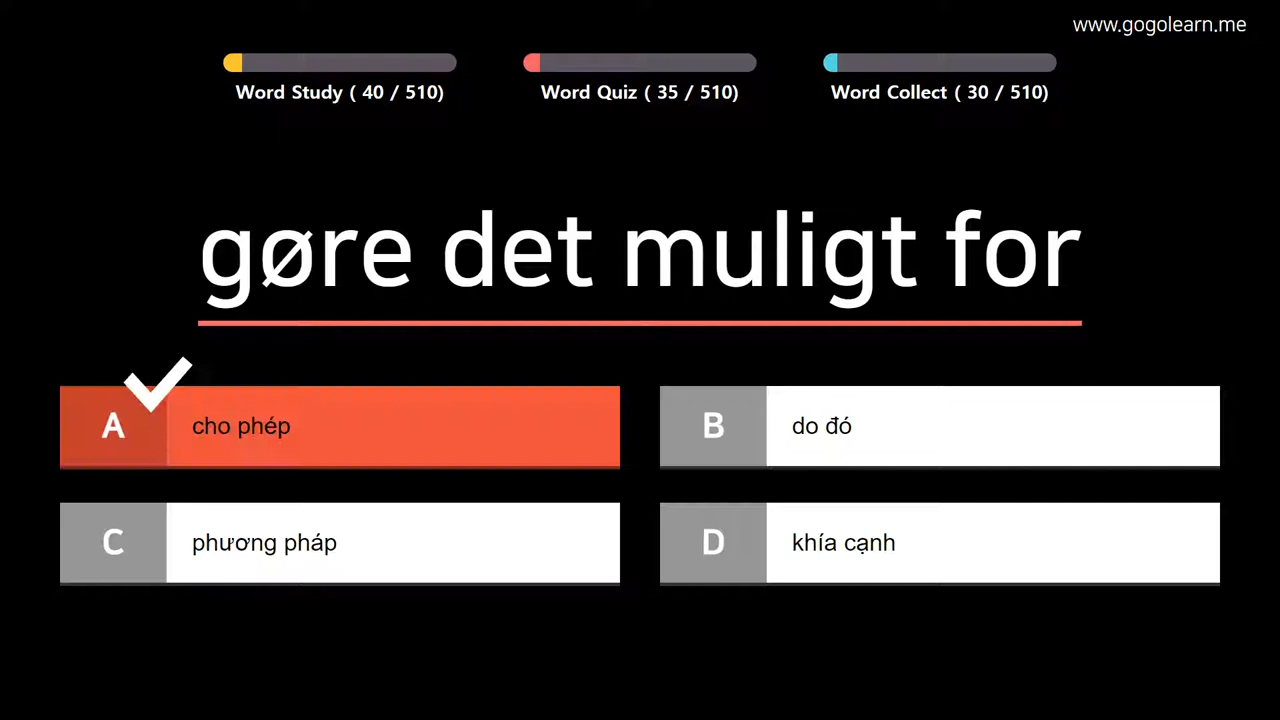 www.gogolearn.me
Word Study ( 40 / 510)
Word Quiz ( 35 / 510)
Word Collect ( 30 / 510)
gøre det muligt for
A cho phép
B do đó
C phương pháp
D khía cạnh